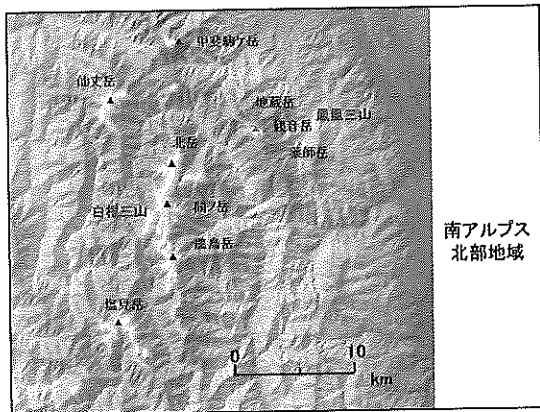 甲斐駒ケ岳
仙丈岳
地蔵岳
鳳凰三山
観音岳
薬師岳
北岳
白根三山
間ノ岳
農鳥岳
塩見岳
0
10
km
南アルプス
北部地域